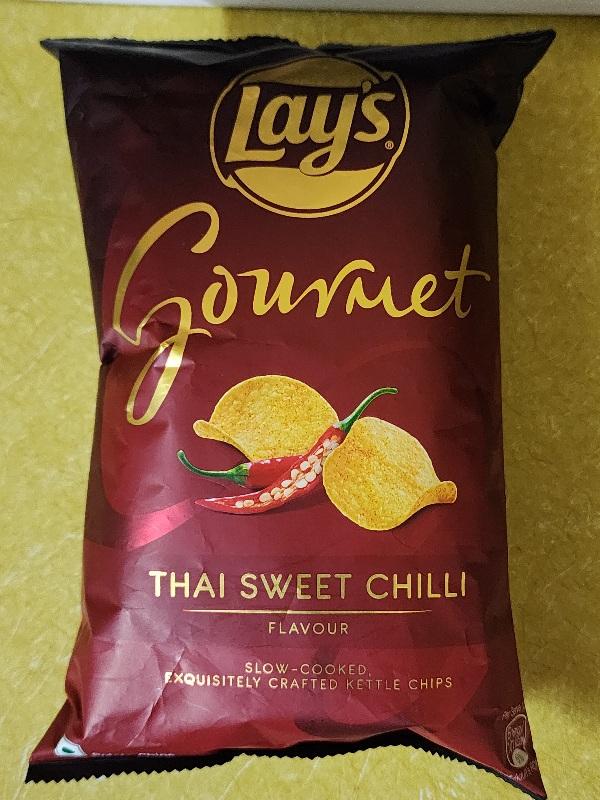 Lay's®
Gourmet
THAI SWEET CHILLI
FLAVOUR
SLOW-COOKED,
EXQUISITELY CRAFTED KETTLE CHIPS